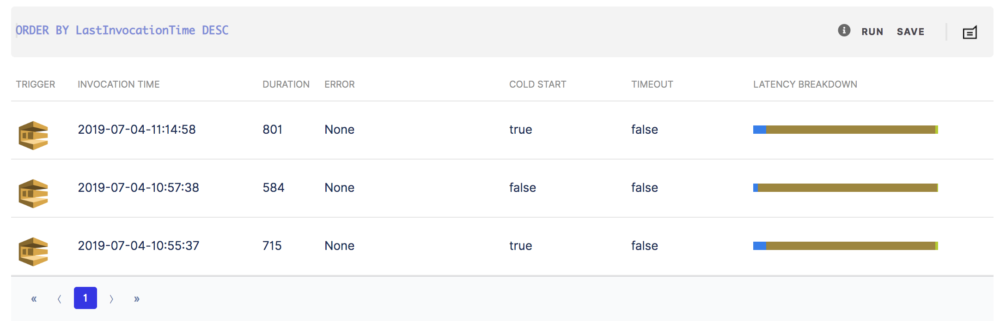 ORDER BY LastInvocationTime DESC
RUN SAVE
TRIGGER INVOCATION TIME DURATION ERROR COLD START TIMEOUT LATENCY BREAKDOWN
2019-07-04-11:14:58 801 None true false
2019-07-04-10:57:38 584 None false false
2019-07-04-10:55:37 715 None true false
« ‹ 1 › »